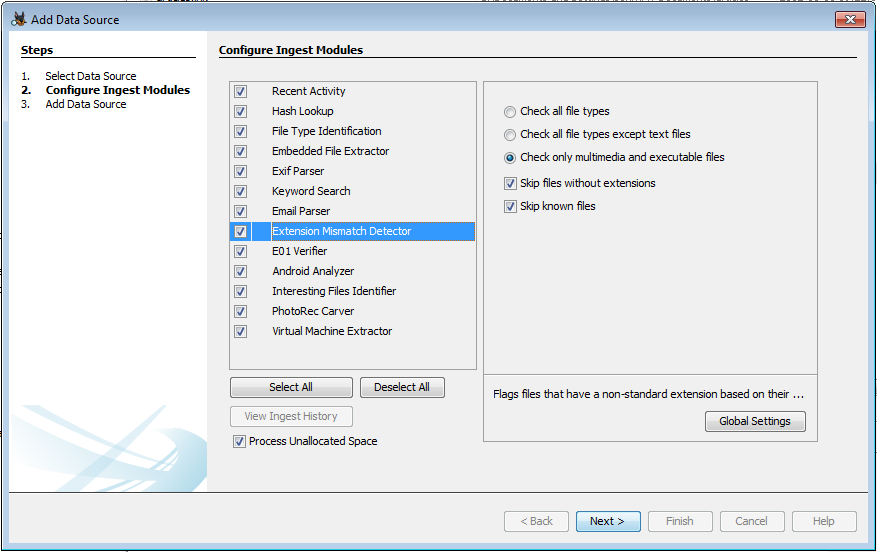 Add Data Source
Steps
1. Select Data Source
2. Configure Ingest Modules
3. Add Data Source
Configure Ingest Modules
Recent Activity
Hash Lookup
File Type Identification
Embedded File Extractor
Exif Parser
Keyword Search
Email Parser
Extension Mismatch Detector
E01 Verifier
Android Analyzer
Interesting Files Identifier
PhotoRec Carver
Virtual Machine Extractor
Select All
Deselect All
View Ingest History
Process Unallocated Space
Check all file types
Check all file types except text files
Check only multimedia and executable files
Skip files without extensions
Skip known files
Flags files that have a non-standard extension based on their ...
Global Settings
< Back
Next >
Finish
Cancel
Help